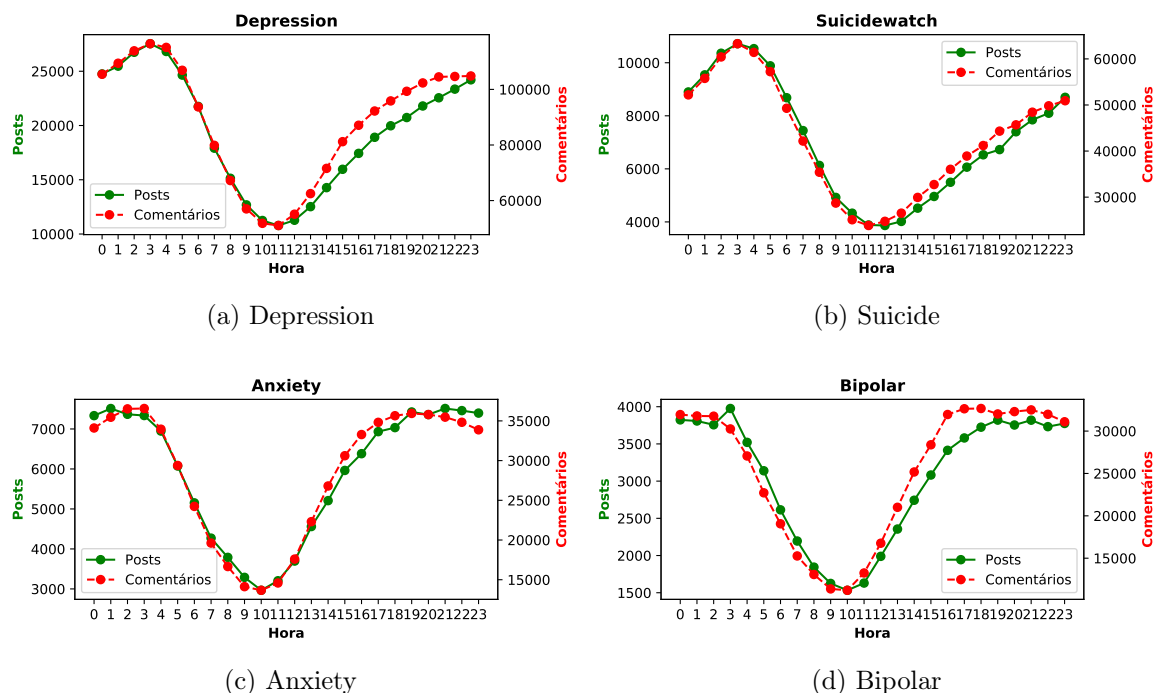 Depression
25000
20000
15000
10000
Posts
Posts
Comentários
100000
80000
60000
Comentários
0 1 2 3 4 5 6 7 8 9 10 11 12 13 14 15 16 17 18 19 20 21 22 23
Hora
(a) Depression
Suicidewatch
10000
8000
6000
4000
Posts
Posts
Comentários
60000
50000
40000
30000
Comentários
0 1 2 3 4 5 6 7 8 9 10 11 12 13 14 15 16 17 18 19 20 21 22 23
Hora
(b) Suicide
Anxiety
7000
6000
5000
4000
3000
Posts
Posts
Comentários
35000
30000
25000
20000
15000
Comentários
0 1 2 3 4 5 6 7 8 9 10 11 12 13 14 15 16 17 18 19 20 21 22 23
Hora
(c) Anxiety
Bipolar
4000
3500
3000
2500
2000
1500
Posts
Posts
Comentários
30000
25000
20000
15000
Comentários
0 1 2 3 4 5 6 7 8 9 10 11 12 13 14 15 16 17 18 19 20 21 22 23
Hora
(d) Bipolar